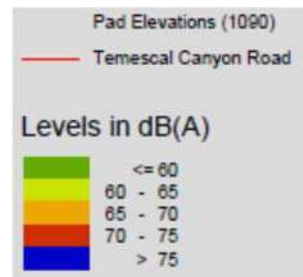 Pad Elevations (1090)
Temescal Canyon Road
Levels in dB(A)
<= 60
60 - 65
65 - 70
70 - 75
> 75